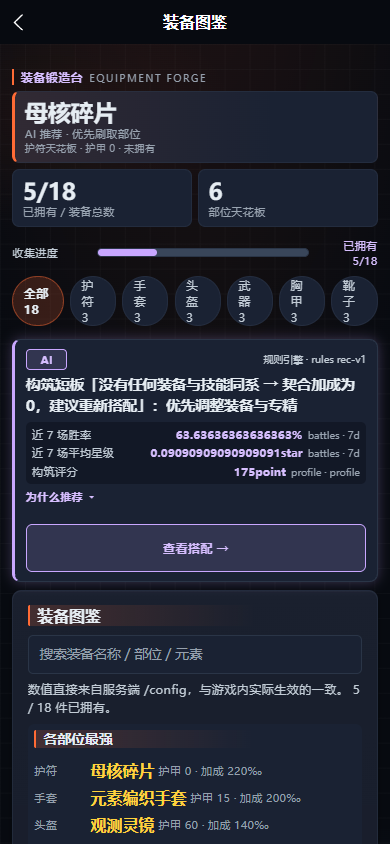 装备图鉴
装备锻造台 EQUIPMENT FORGE
母核碎片
AI 推荐 · 优先刷取部位
护符天花板 · 护甲 0 · 未拥有
5/18
已拥有 / 装备总数
6
部位天花板
收集进度
已拥有
5/18
全部
18
护
符
3
手
套
3
头
盔
3
武
器
3
胸
甲
3
靴
子
3
AI
规则引擎 · rules rec-v1
构筑短板「没有任何装备与技能同系 → 契合加成为
0，建议重新搭配」：优先调整装备与专精
近 7 场胜率 63.63636363636363% battles · 7d
近 7 场平均星级 0.09090909090909091star battles · 7d
构筑评分 175point profile · profile
为什么推荐
查看搭配 →
装备图鉴
搜索装备名称 / 部位 / 元素
数值直接来自服务端 /config，与游戏内实际生效的一致。 5
/ 18 件已拥有。
各部位最强
护符 母核碎片 护甲 0 · 加成 220‰
手套 元素编织手套 护甲 15 · 加成 200‰
头盔 观测灵镜 护甲 60 · 加成 140‰